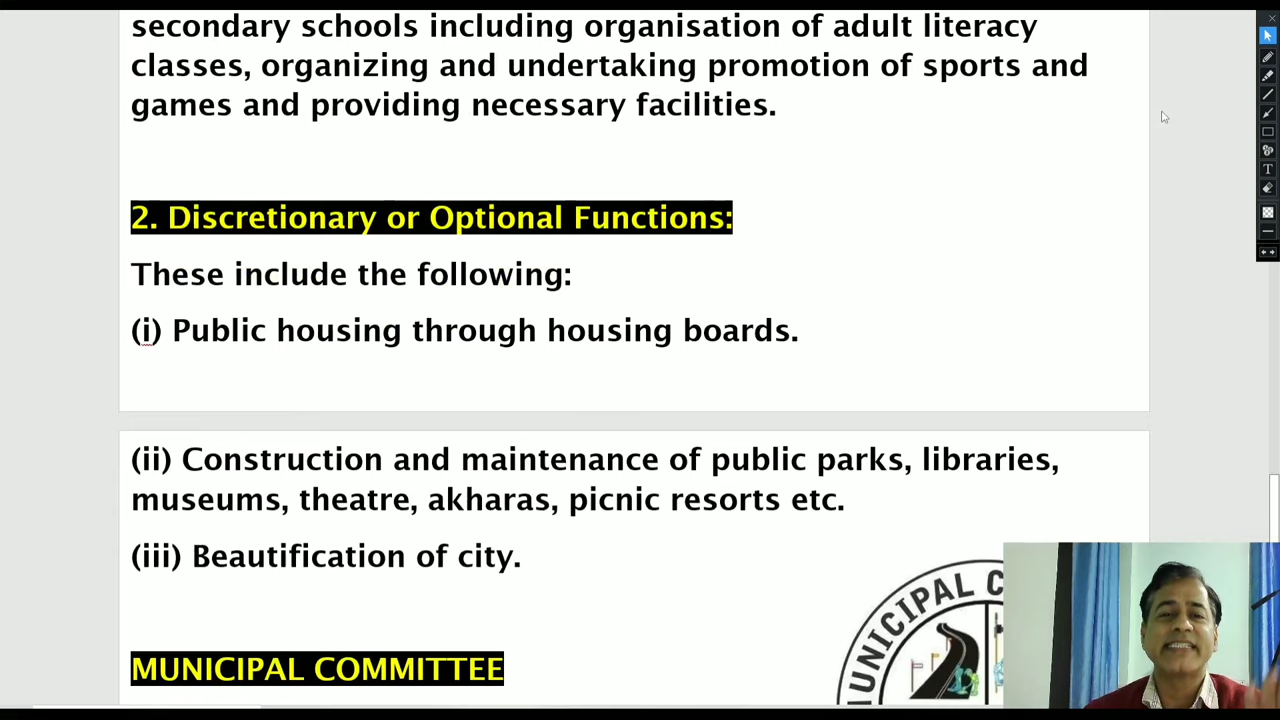 secondary schools including organisation of adult literacy
classes, organizing and undertaking promotion of sports and
games and providing necessary facilities.
2. Discretionary or Optional Functions:
These include the following:
(i) Public housing through housing boards.
(ii) Construction and maintenance of public parks, libraries,
museums, theatre, akharas, picnic resorts etc.
(iii) Beautification of city.
MUNICIPAL C
MUNICIPAL COMMITTEE